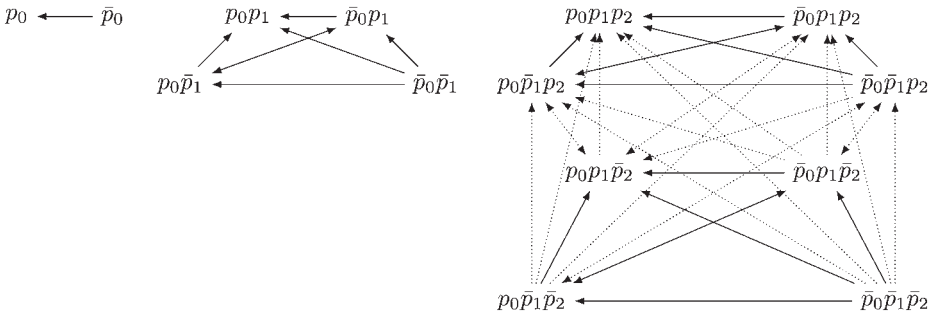 p₀ p̄₀ p₀p₁ p̄₀p₁ p₀p₁p₂ p̄₀p₁p₂
p₀p̄₁ p̄₀p̄₁ p₀p̄₁p₂ p̄₀p̄₁p₂
p₀p₁p̄₂ p̄₀p₁p̄₂
p₀p̄₁p̄₂ p̄₀p̄₁p̄₂